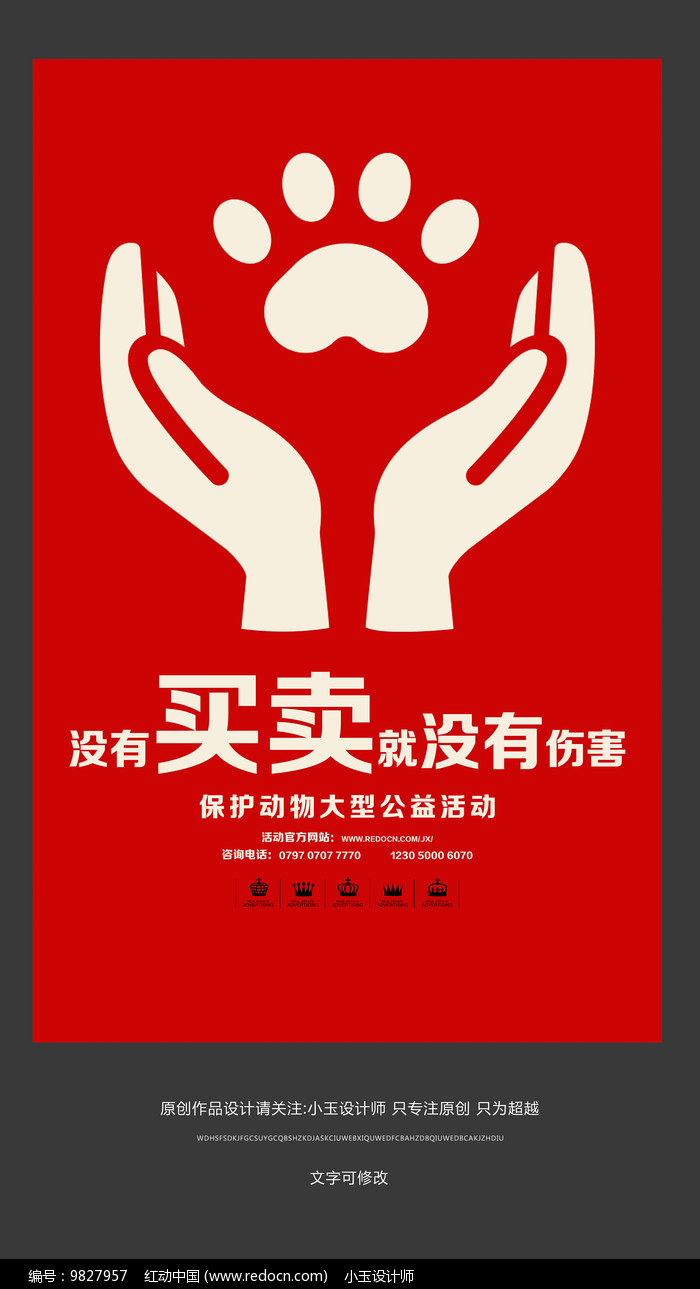 没有买卖就没有伤害
保护动物大型公益活动
活动官方网站：WWW.REDOCN.COM/JX/
咨询电话：0797 0707 7770 1230 5000 6070
原创作品设计请关注:小玉设计师 只专注原创 只为超越
WDHSFSDKJFGCSUYGCQBSHZKDJASKCIUWEBXIQUWEDFCBAHZDBQIUWEDBCAKJZHDIU
文字可修改
编号：9827957 红动中国 (www.redocn.com) 小玉设计师